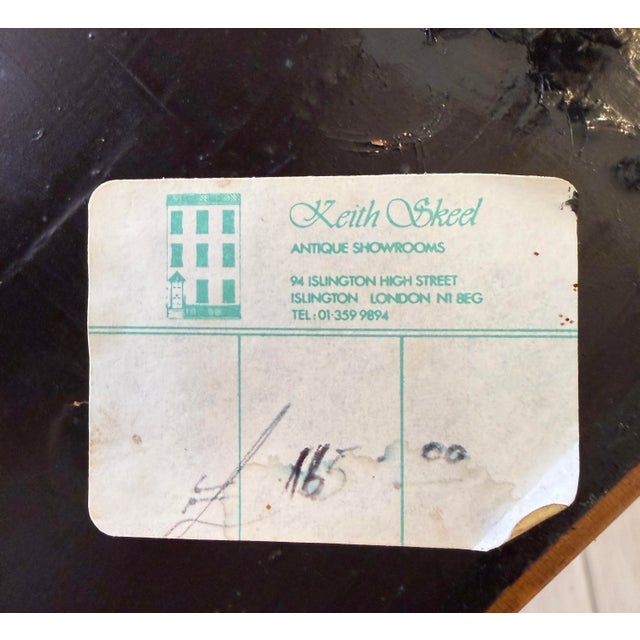 Keith Skeel
ANTIQUE SHOWROOMS
94 ISLINGTON HIGH STREET
ISLINGTON LONDON N1 8EG
TEL: 01·359 9894
£ 165 00